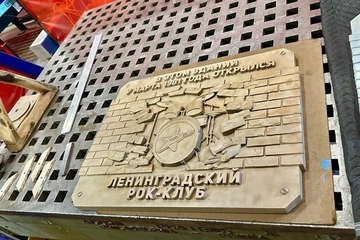 В ЭТОМ ЗДАНИИ
7 МАРТА 1981 ГОДА ОТКРЫЛСЯ
ЛЕНИНГРАДСКИЙ
РОК-КЛУБ